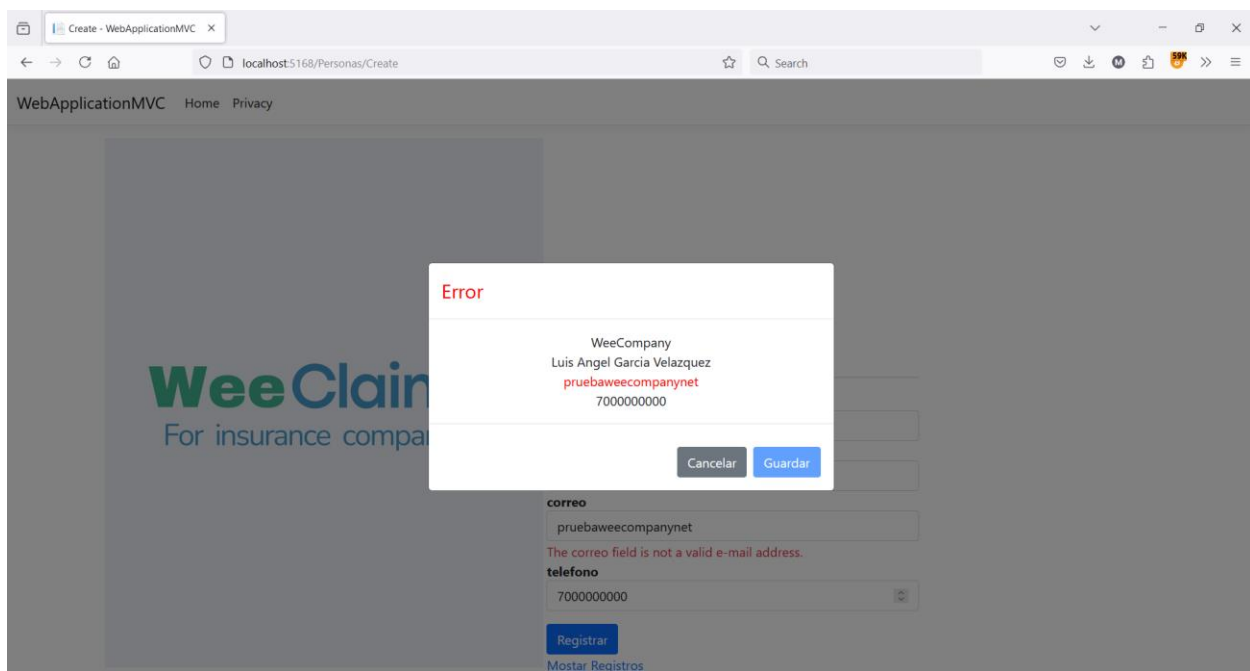 Create - WebApplicationMVC
localhost:5168/Personas/Create
Search
59K
WebApplicationMVC Home Privacy
Error
WeeCompany
Luis Angel Garcia Velazquez
pruebaweecompanynet
7000000000
Cancelar Guardar
WeeClain
For insurance compa
correo
pruebaweecompanynet
The correo field is not a valid e-mail address.
telefono
7000000000
Registrar
Mostar Registros